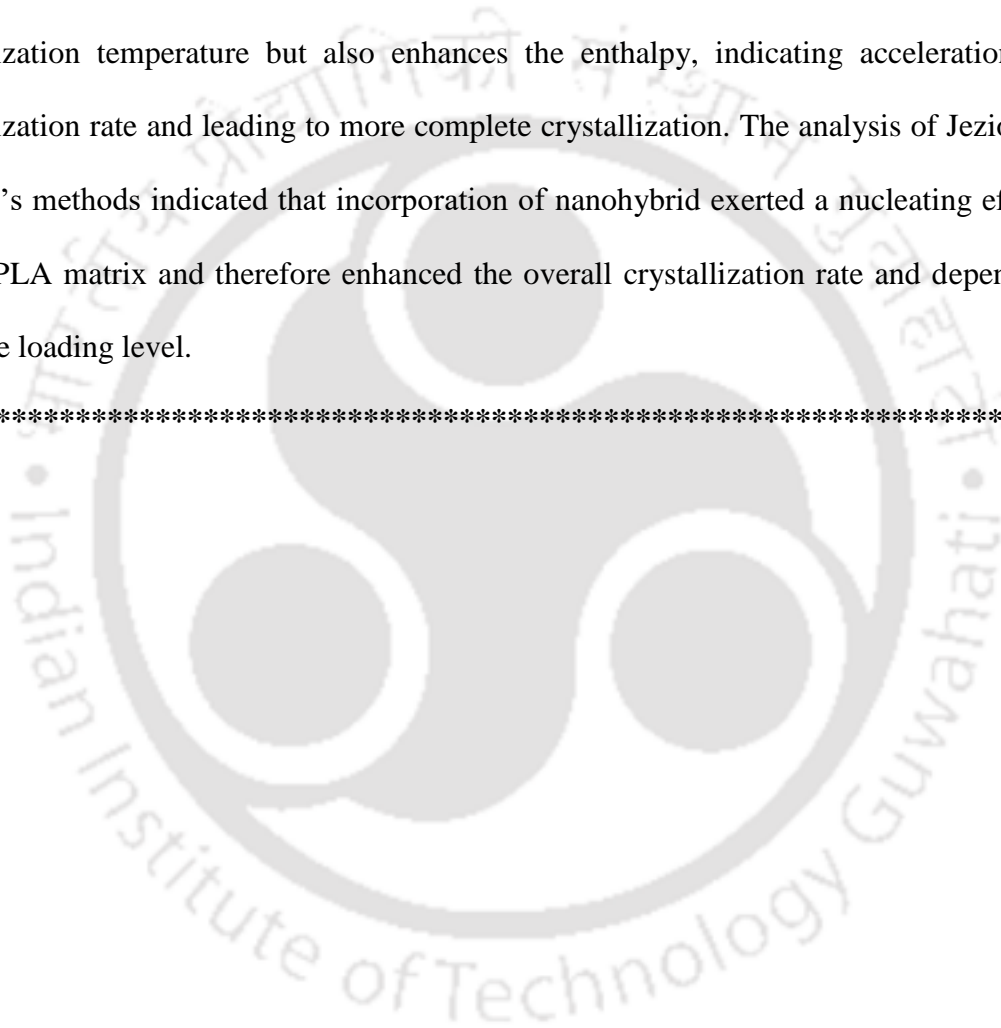 ization temperature but also enhances the enthalpy, indicating acceleration
ization rate and leading to more complete crystallization. The analysis of Jezio
's methods indicated that incorporation of nanohybrid exerted a nucleating ef
PLA matrix and therefore enhanced the overall crystallization rate and depen
e loading level.
Indian Institute of Technology Guwahati